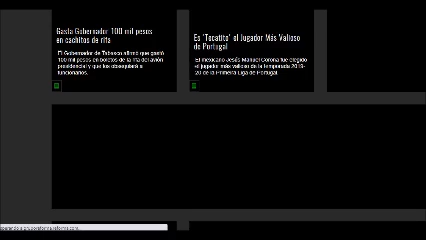 Gasta Gobernador 100 mil pesos
en cachitos de rifa
El Gobernador de Tabasco afirmó que gastó
100 mil pesos en boletos de la rifa del avión
presidencial y que los obsequiará a
funcionarios.
Es 'Tecatito' el Jugador Más Valioso
de Portugal
El mexicano Jesús Manuel Corona fue elegido
el jugador más valioso de la temporada 2019-
20 de la Primera Liga de Portugal.